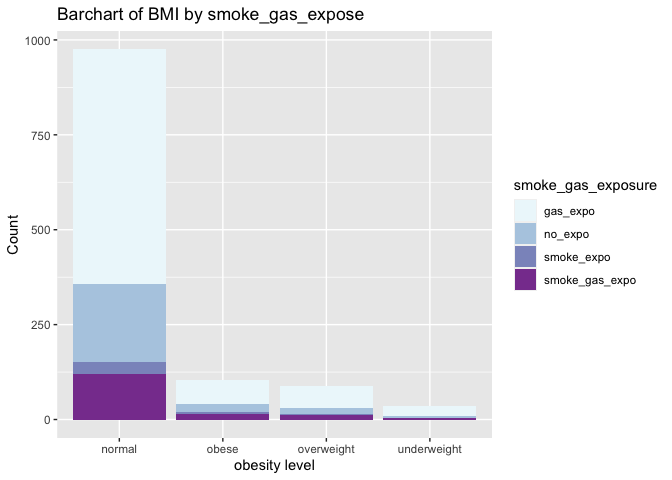 Barchart of BMI by smoke_gas_expose
1000
750
500
250
0
Count
normal
obese
overweight
underweight
obesity level
smoke_gas_exposure
gas_expo
no_expo
smoke_expo
smoke_gas_expo